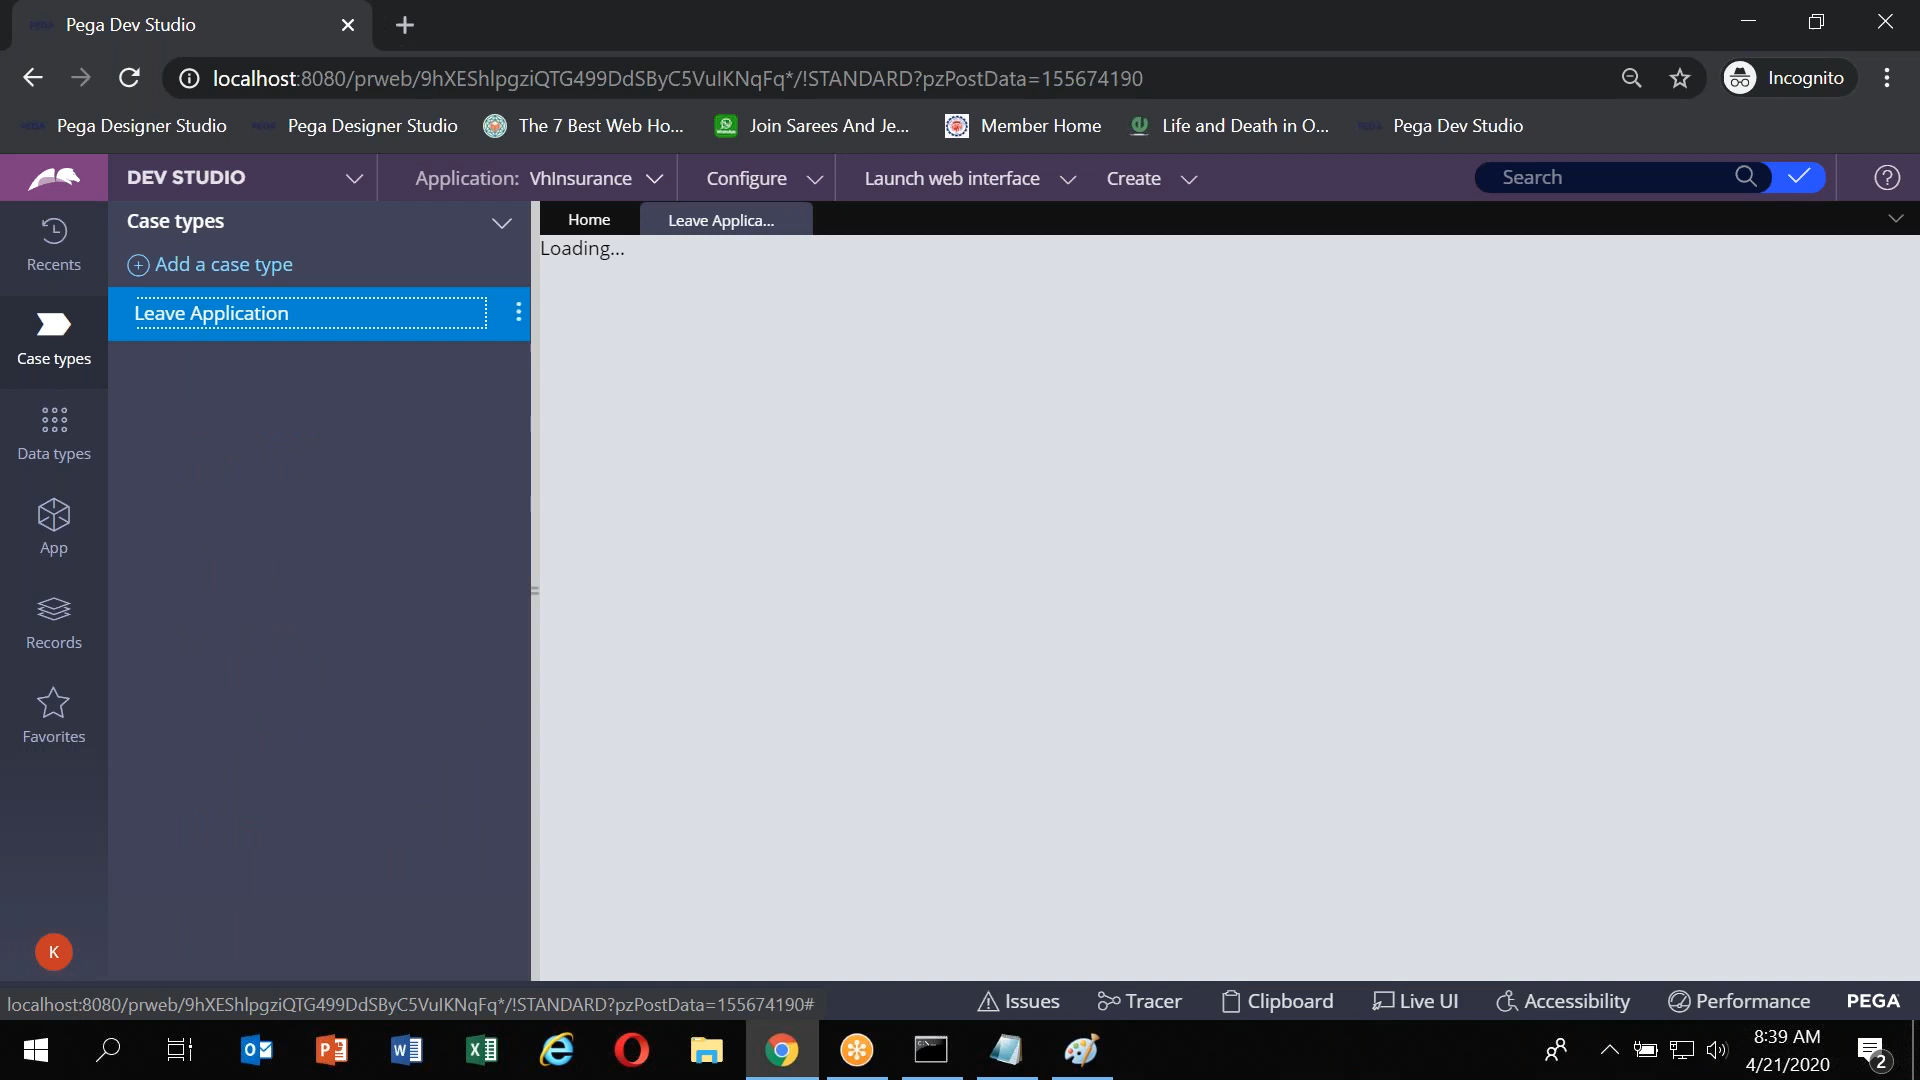 Pega Dev Studio
localhost:8080/prweb/9hXEShlpgziQTG499DdSByC5VulKNqFq*/!STANDARD?pzPostData=155674190
Incognito
Pega Designer Studio
Pega Designer Studio
The 7 Best Web Ho...
Join Sarees And Je...
Member Home
Life and Death in O...
Pega Dev Studio
DEV STUDIO
Application: VhInsurance
Configure
Launch web interface
Create
Search
Recents
Case types
Data types
App
Records
Favorites
K
Case types
Add a case type
Leave Application
Home
Leave Applica...
Loading...
localhost:8080/prweb/9hXEShlpgziQTG499DdSByC5VulKNqFq*/!STANDARD?pzPostData=155674190#
Issues
Tracer
Clipboard
Live UI
Accessibility
Performance
PEGA
8:39 AM
4/21/2020
2